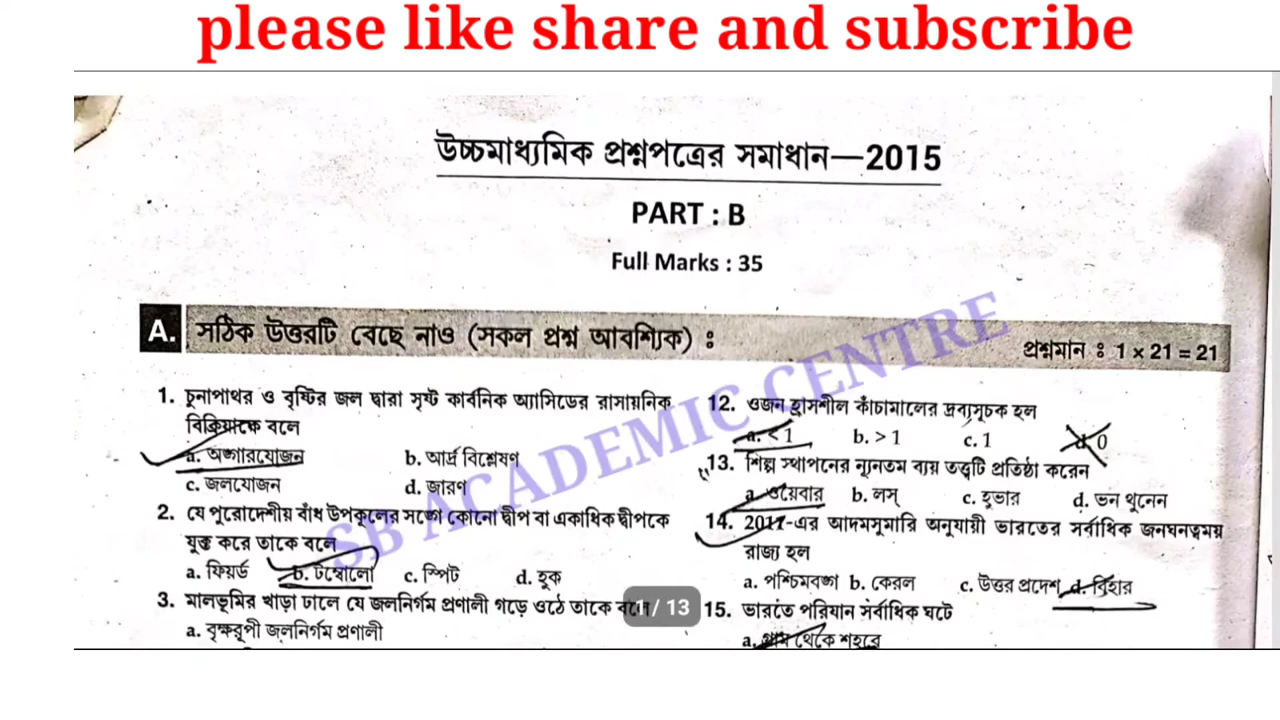 please like share and subscribe
উচ্চমাধ্যমিক প্রশ্নপত্রের সমাধান—2015
PART : B
Full Marks : 35
A. সঠিক উত্তরটি বেছে নাও (সকল প্রশ্ন আবশ্যিক) :
প্রশ্নমান : 1 × 21 = 21
1. চুনাপাথর ও বৃষ্টির জল দ্বারা সৃষ্ট কার্বনিক অ্যাসিডের রাসায়নিক
বিক্রিয়াকে বলে
a. অঙ্গারযোজন b. আর্দ্র বিশ্লেষণ
c. জলযোজন d. জারণ
2. যে পুরোদেশীয় বাঁধ উপকূলের সঙ্গে কোনো দ্বীপ বা একাধিক দ্বীপকে
যুক্ত করে তাকে বলে
a. ফিয়র্ড b. টম্বোলো c. স্পিট d. হুক
3. মালভূমির খাড়া ঢালে যে জলনির্গম প্রণালী গড়ে ওঠে তাকে বলে
a. বৃক্ষরূপী জলনির্গম প্রণালী
12. ওজন হ্রাসশীল কাঁচামালের দ্রব্যসূচক হল
a. < 1 b. > 1 c. 1 d. 0
13. শিল্প স্থাপনের ন্যূনতম ব্যয় তত্ত্বটি প্রতিষ্ঠা করেন
a. ওয়েবার b. লস্ c. হুভার d. ভন থুনেন
14. 2011-এর আদমসুমারি অনুযায়ী ভারতের সর্বাধিক জনঘনত্বময়
রাজ্য হল
a. পশ্চিমবঙ্গ b. কেরল c. উত্তর প্রদেশ d. বিহার
15. ভারতে পরিযান সর্বাধিক ঘটে
a. গ্রাম থেকে শহরে
SB ACADEMIC CENTRE
/ 13